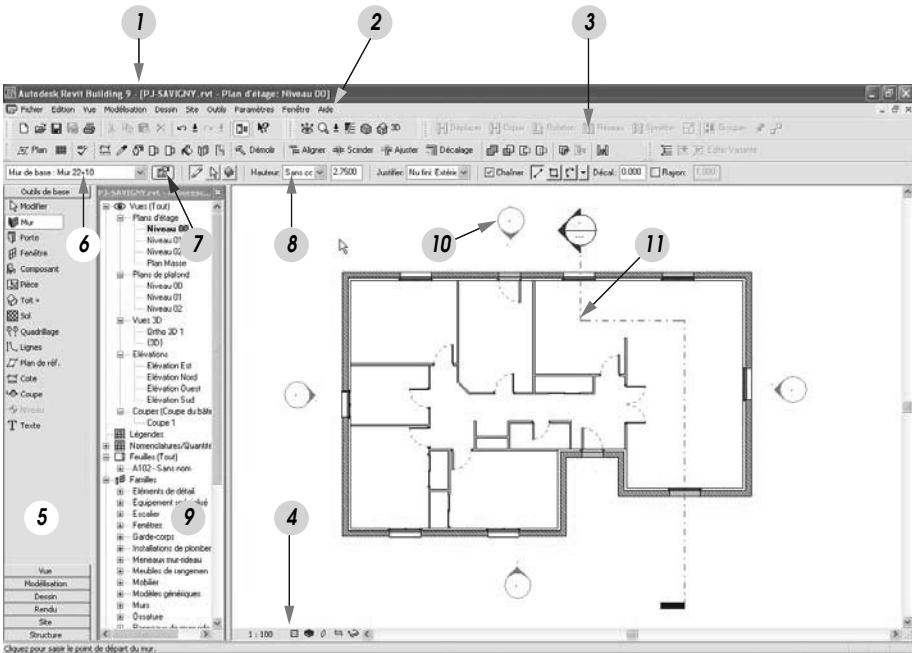 1
2
3
Autodesk Revit Building 9 - [PJ-SAVIGNY.rvt - Plan d'étage: Niveau 00]
Fichier Edition Vue Modélisation Dessin Site Outils Paramètres Fenêtre Aide
3D Déplacer Copier Rotation Réseau Symétrie Grouper
Plan Démolir Aligner Scinder Ajuster Décalage Editer Variante
Mur de base : Mur 22+10 Hauteur: Sans cc 2.7500 Justifier: Nu fini: Extérie Chaîner Décal: 0.000 Rayon: 1.000
Outils de base
Modifier
Mur
Porte
Fenêtre
Composant
Pièce
Toit »
Sol
Quadrillage
Lignes
Plan de réf.
Cote
Coupe
Niveau
Texte
5
Vue
Modélisation
Dessin
Rendu
Site
Structure
6
7
8
9
10
11
4
PJ-SAVIGNY.rvt
Vues (Tout)
Plans d'étage
Niveau 00
Niveau 01
Niveau 02
Plan Masse
Plans de plafond
Niveau 00
Niveau 01
Niveau 02
Vues 3D
Ortho 3D 1
{3D}
Elévations
Elévation Est
Elévation Nord
Elévation Ouest
Elévation Sud
Coupes (Coupe du bâte
Coupe 1
Légendes
Nomenclatures/Quantité
Feuilles (Tout)
A102 - Sans nom
Familles
Eléments de détail
Equipement
Escalier
Fenêtres
Garde-corps
Installations de plomber
Meneaux mur-rideau
Meubles de rangemen
Mobilier
Modèles génériques
Murs
Ossature
1 : 100
Cliquez pour saisir le point de départ du mur.